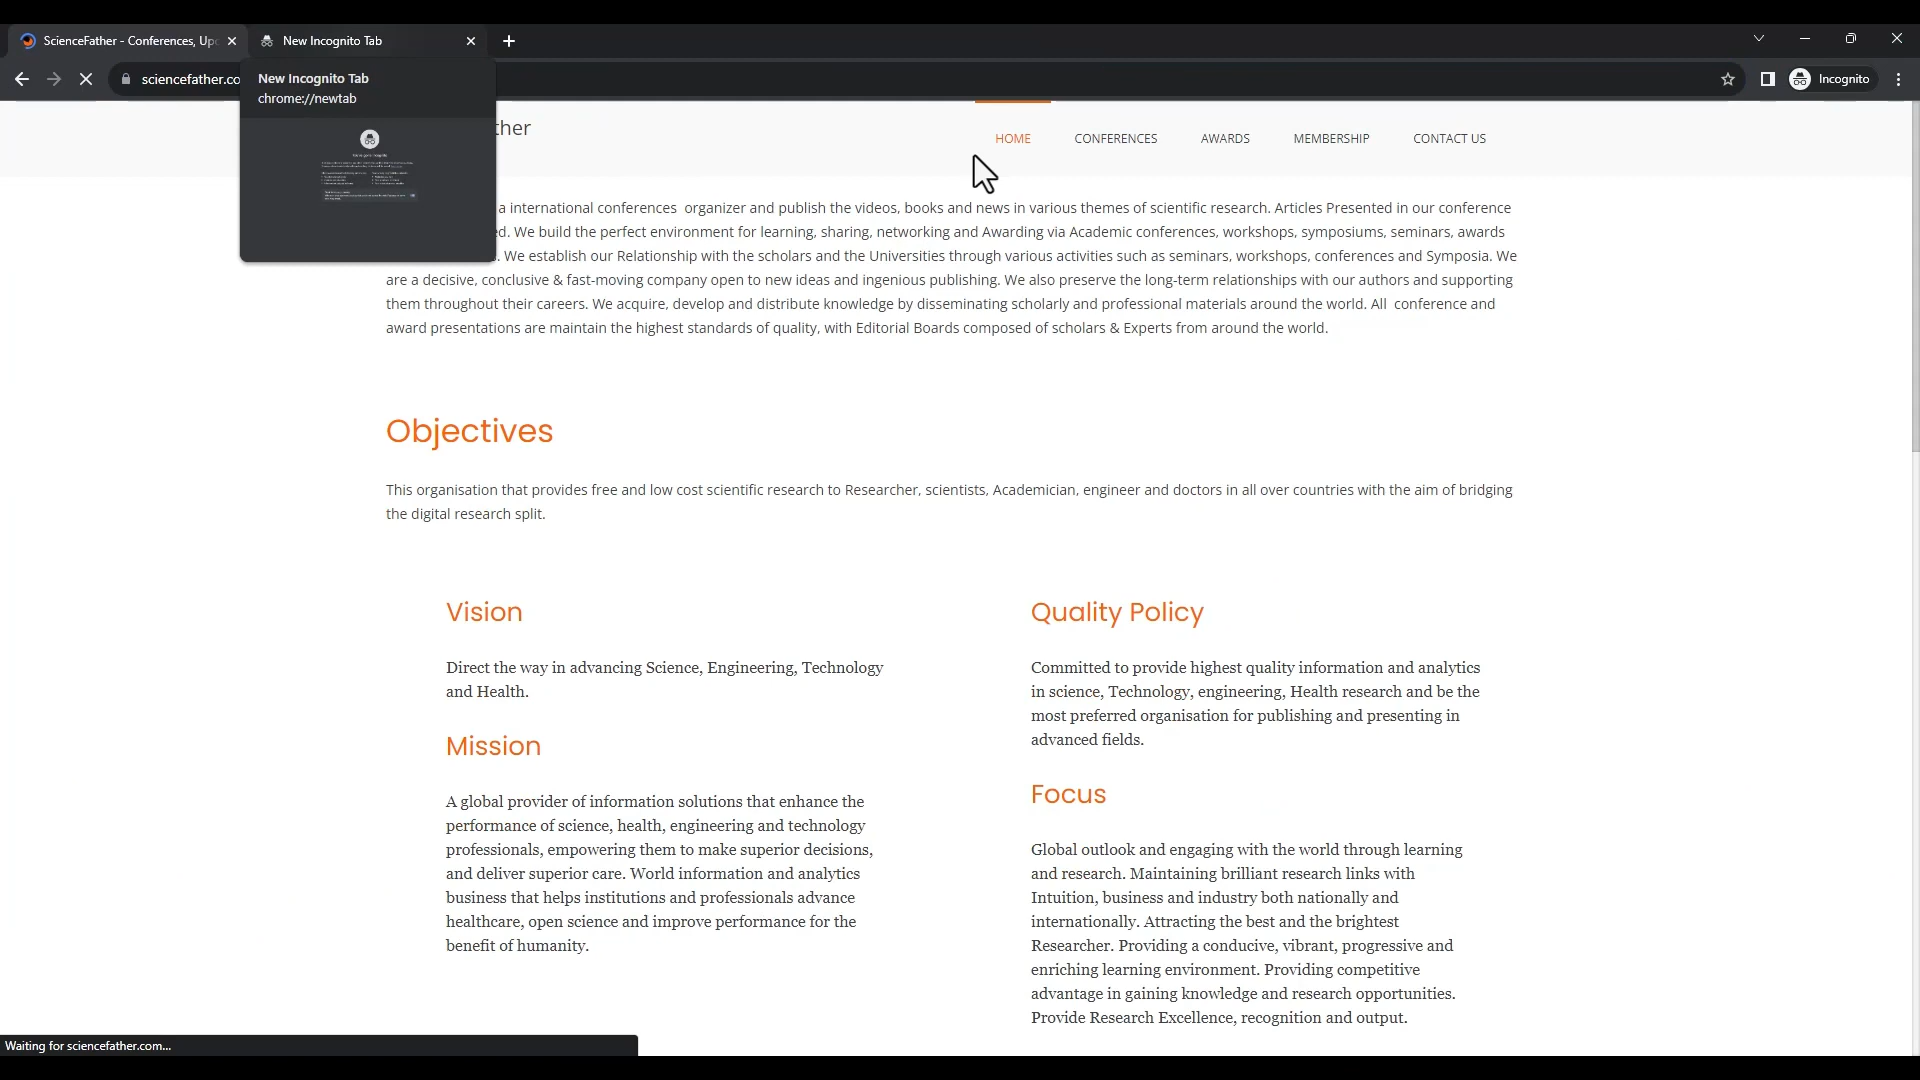 ScienceFather - Conferences, Up
New Incognito Tab
sciencefather.co
Incognito
New Incognito Tab
chrome://newtab
ther
HOME
CONFERENCES
AWARDS
MEMBERSHIP
CONTACT US
a international conferences organizer and publish the videos, books and news in various themes of scientific research. Articles Presented in our conference
ed. We build the perfect environment for learning, sharing, networking and Awarding via Academic conferences, workshops, symposiums, seminars, awards
. We establish our Relationship with the scholars and the Universities through various activities such as seminars, workshops, conferences and Symposia. We
are a decisive, conclusive & fast-moving company open to new ideas and ingenious publishing. We also preserve the long-term relationships with our authors and supporting
them throughout their careers. We acquire, develop and distribute knowledge by disseminating scholarly and professional materials around the world. All conference and
award presentations are maintain the highest standards of quality, with Editorial Boards composed of scholars & Experts from around the world.
Objectives
This organisation that provides free and low cost scientific research to Researcher, scientists, Academician, engineer and doctors in all over countries with the aim of bridging
the digital research split.
Vision
Direct the way in advancing Science, Engineering, Technology
and Health.
Mission
A global provider of information solutions that enhance the
performance of science, health, engineering and technology
professionals, empowering them to make superior decisions,
and deliver superior care. World information and analytics
business that helps institutions and professionals advance
healthcare, open science and improve performance for the
benefit of humanity.
Quality Policy
Committed to provide highest quality information and analytics
in science, Technology, engineering, Health research and be the
most preferred organisation for publishing and presenting in
advanced fields.
Focus
Global outlook and engaging with the world through learning
and research. Maintaining brilliant research links with
Intuition, business and industry both nationally and
internationally. Attracting the best and the brightest
Researcher. Providing a conducive, vibrant, progressive and
enriching learning environment. Providing competitive
advantage in gaining knowledge and research opportunities.
Provide Research Excellence, recognition and output.
Waiting for sciencefather.com...